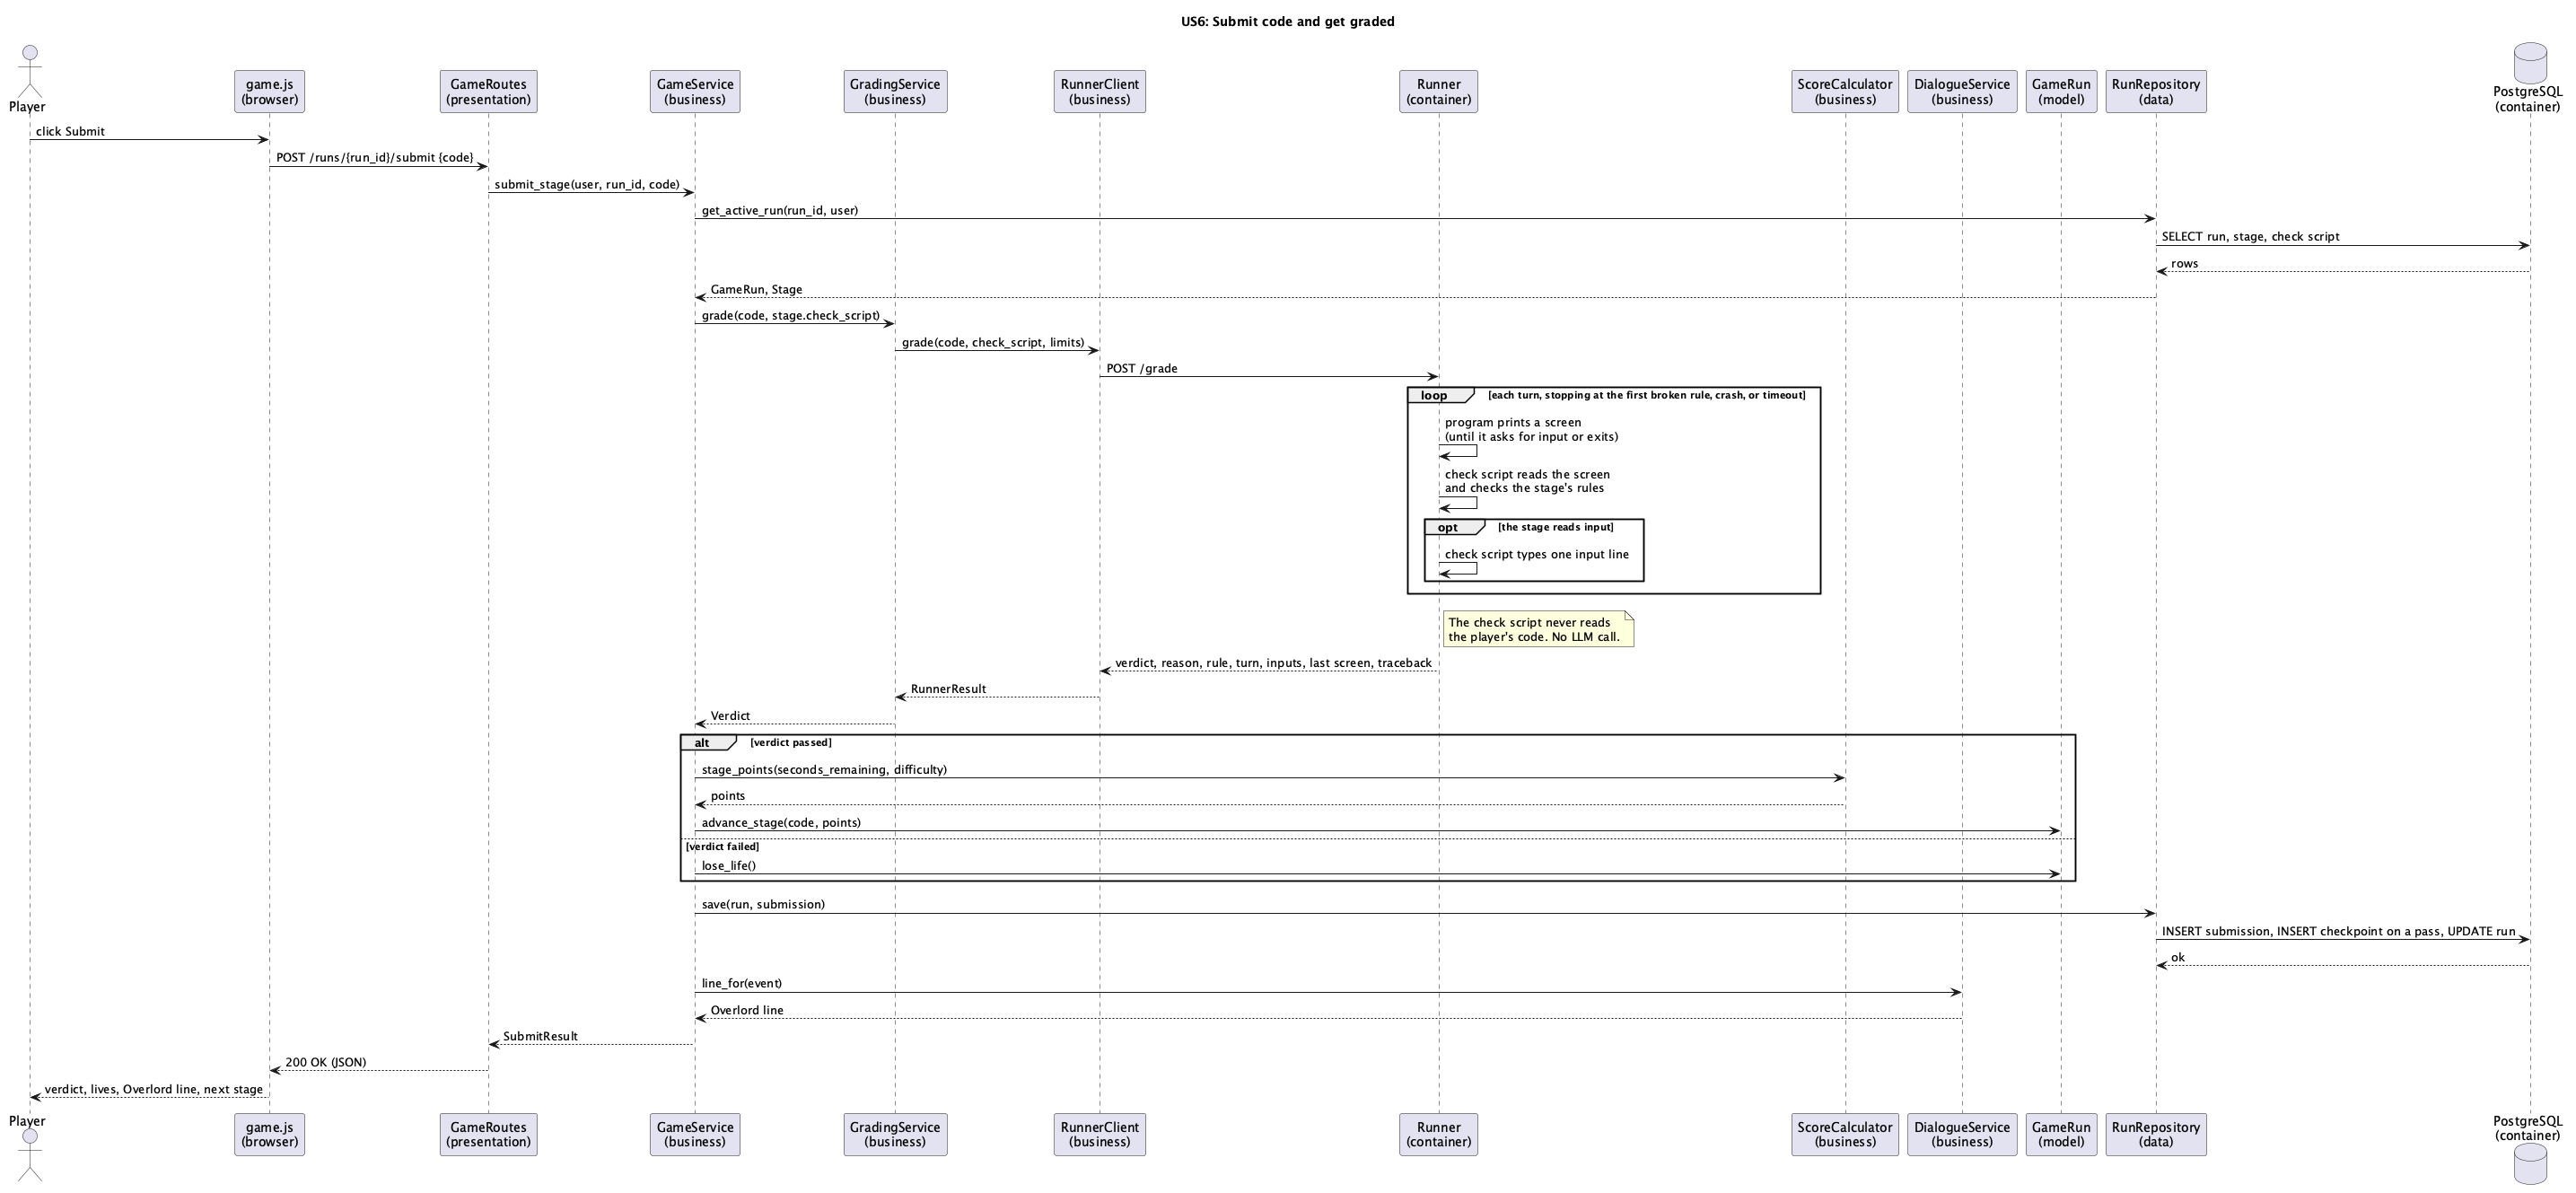 US6: Submit code and get graded
Player
game.js
(browser)
GameRoutes
(presentation)
GameService
(business)
GradingService
(business)
RunnerClient
(business)
Runner
(container)
ScoreCalculator
(business)
DialogueService
(business)
GameRun
(model)
RunRepository
(data)
PostgreSQL
(container)
click Submit
POST /runs/{run_id}/submit {code}
submit_stage(user, run_id, code)
get_active_run(run_id, user)
SELECT run, stage, check script
rows
GameRun, Stage
grade(code, stage.check_script)
grade(code, check_script, limits)
POST /grade
loop [each turn, stopping at the first broken rule, crash, or timeout]
program prints a screen
(until it asks for input or exits)
check script reads the screen
and checks the stage's rules
opt [the stage reads input]
check script types one input line
The check script never reads
the player's code. No LLM call.
verdict, reason, rule, turn, inputs, last screen, traceback
RunnerResult
Verdict
alt [verdict passed]
stage_points(seconds_remaining, difficulty)
points
advance_stage(code, points)
[verdict failed]
lose_life()
save(run, submission)
INSERT submission, INSERT checkpoint on a pass, UPDATE run
ok
line_for(event)
Overlord line
SubmitResult
200 OK (JSON)
verdict, lives, Overlord line, next stage
Player
game.js
(browser)
GameRoutes
(presentation)
GameService
(business)
GradingService
(business)
RunnerClient
(business)
Runner
(container)
ScoreCalculator
(business)
DialogueService
(business)
GameRun
(model)
RunRepository
(data)
PostgreSQL
(container)